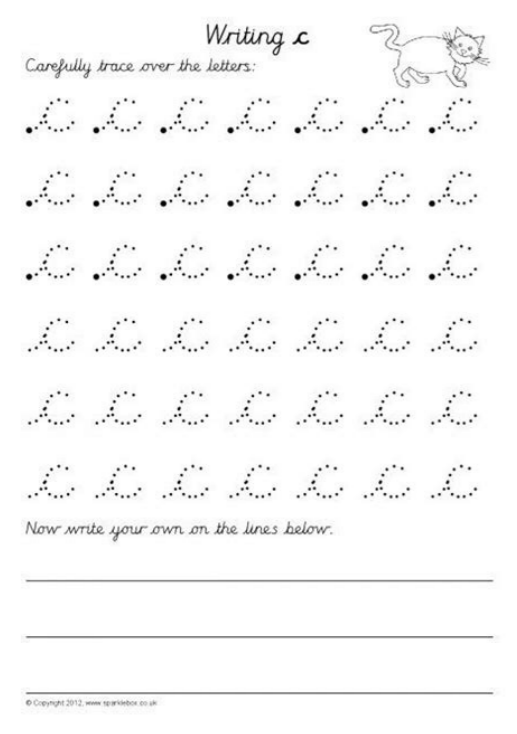 Writing c
Carefully trace over the letters:
c c c c c c c
c c c c c c c
c c c c c c c
c c c c c c c
c c c c c c c
c c c c c c c
Now write your own on the lines below.
© Copyright 2012, www.sparklebox.co.uk